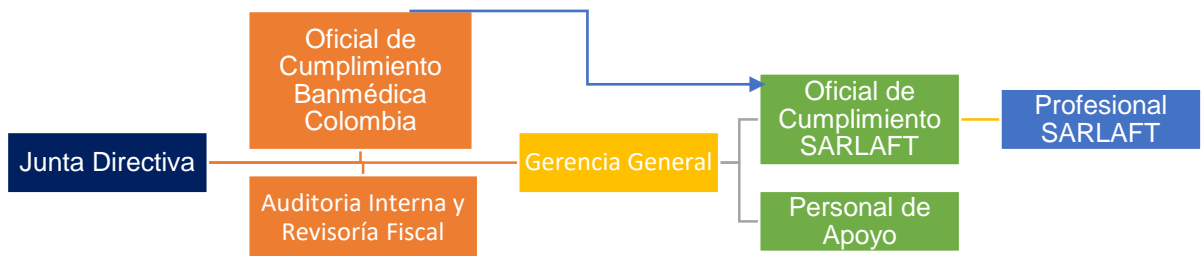 Oficial de
Cumplimiento
Banmédica
Colombia
Junta Directiva
Auditoria Interna y
Revisoría Fiscal
Gerencia General
Oficial de
Cumplimiento
SARLAFT
Profesional
SARLAFT
Personal de
Apoyo